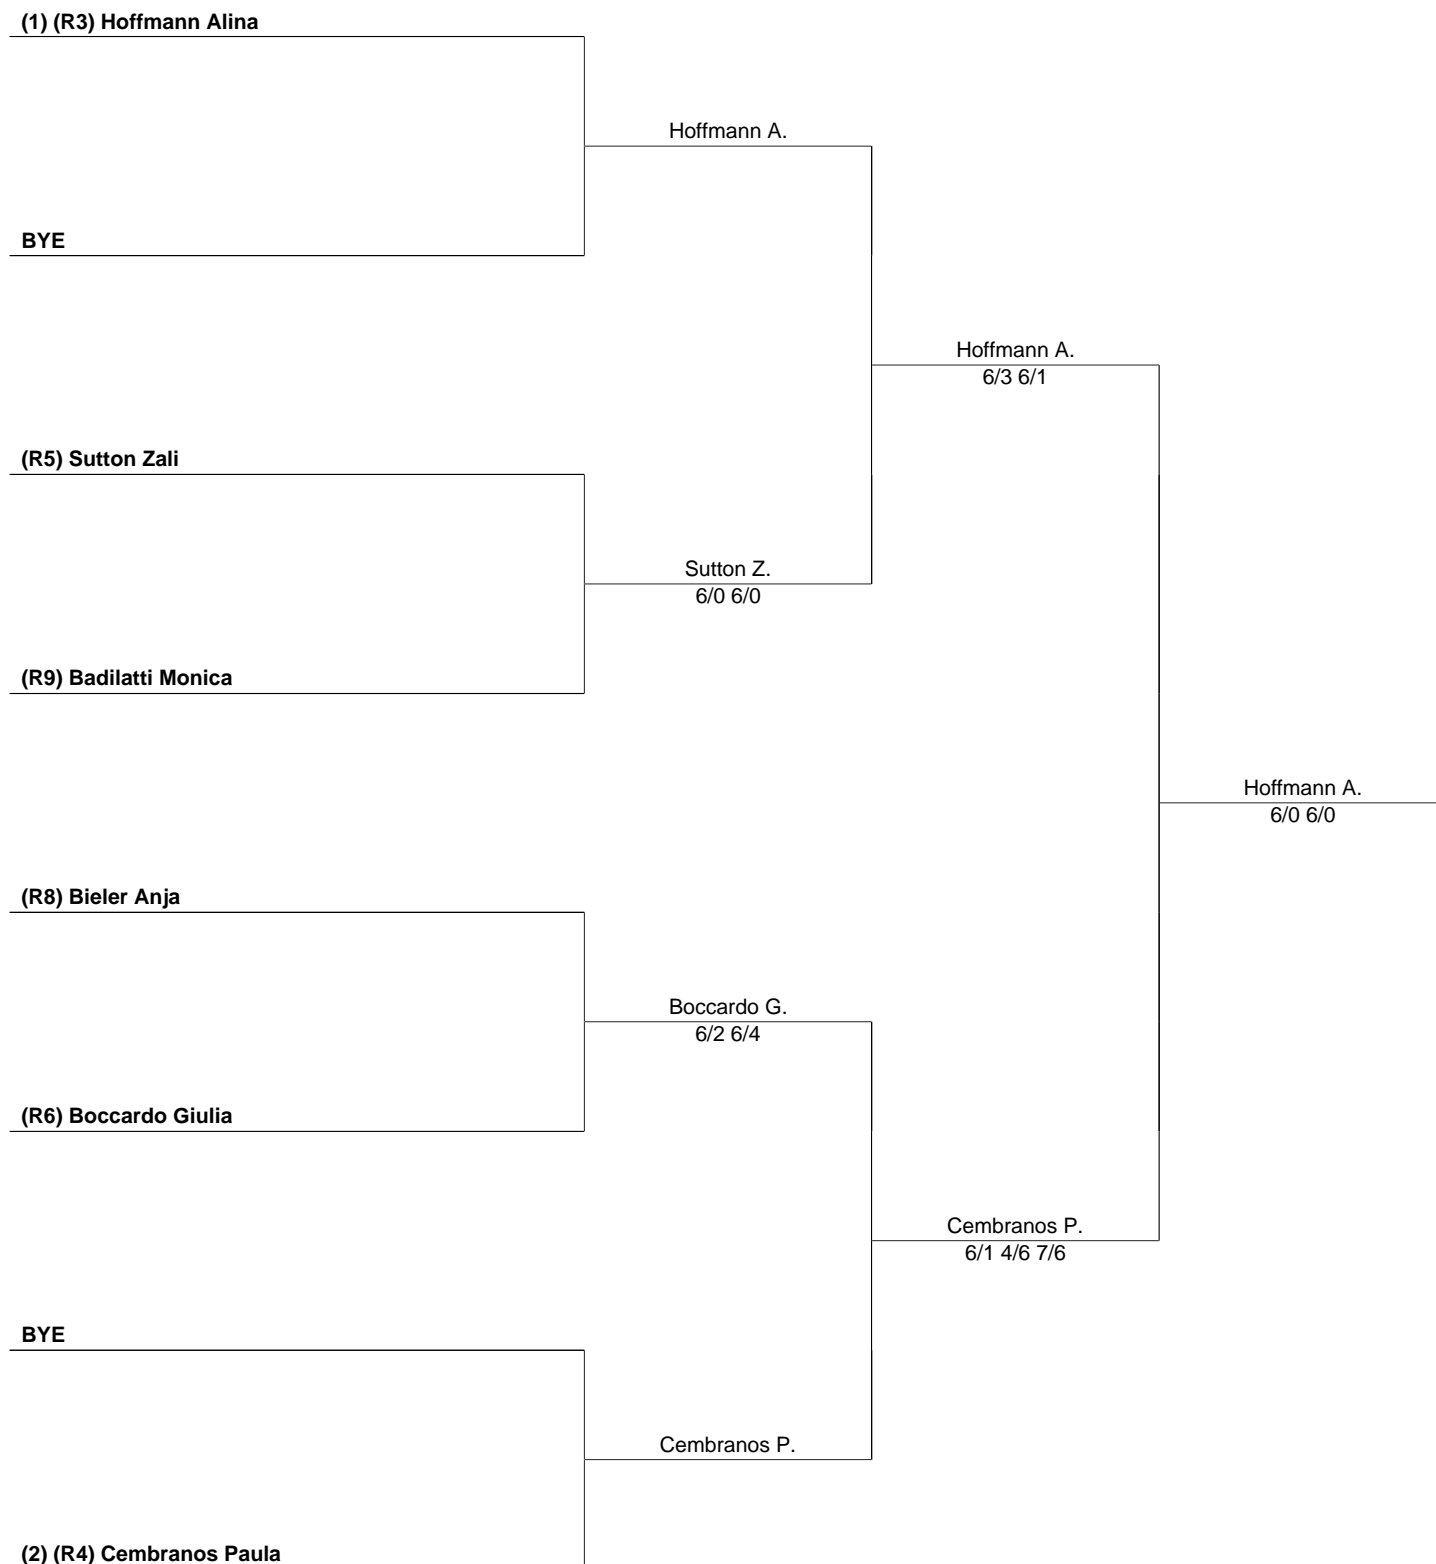 (1) (R3) Hoffmann Alina
Hoffmann A.
BYE
Hoffmann A.
6/3 6/1
(R5) Sutton Zali
Sutton Z.
6/0 6/0
(R9) Badilatti Monica
Hoffmann A.
6/0 6/0
(R8) Bieler Anja
Boccardo G.
6/2 6/4
(R6) Boccardo Giulia
Cembranos P.
6/1 4/6 7/6
BYE
Cembranos P.
(2) (R4) Cembranos Paula